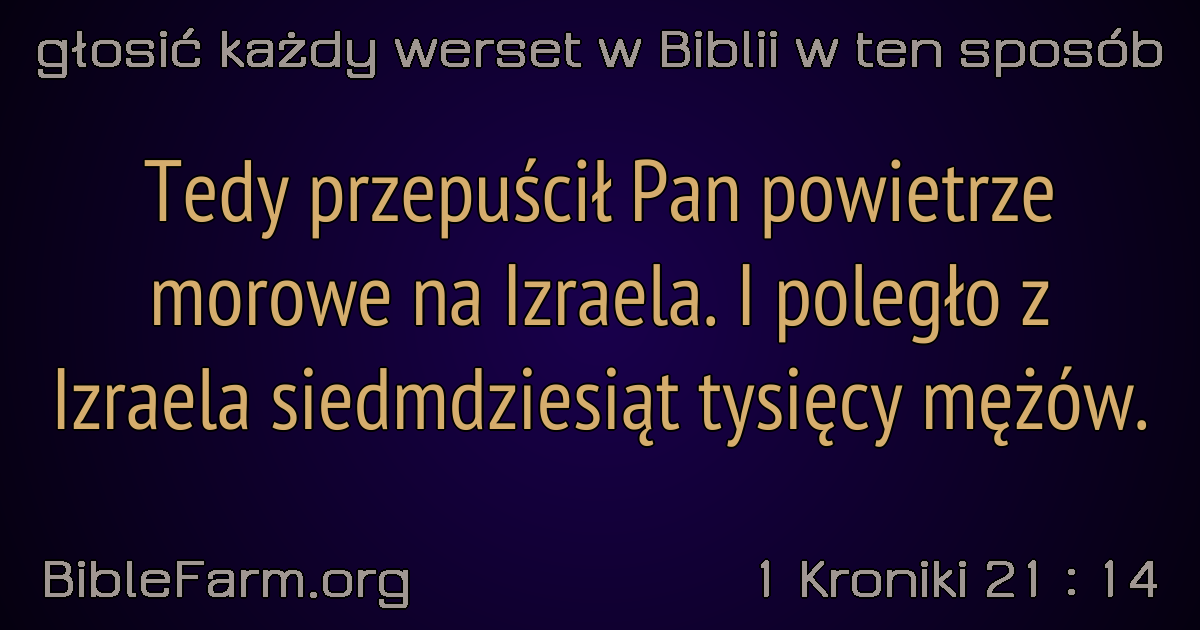 głosić każdy werset w Biblii w ten sposób
Tedy przepuścił Pan powietrze
morowe na Izraela. I poległo z
Izraela siedmdziesiąt tysięcy mężów.
BibleFarm.org
1 Kroniki 21 : 14